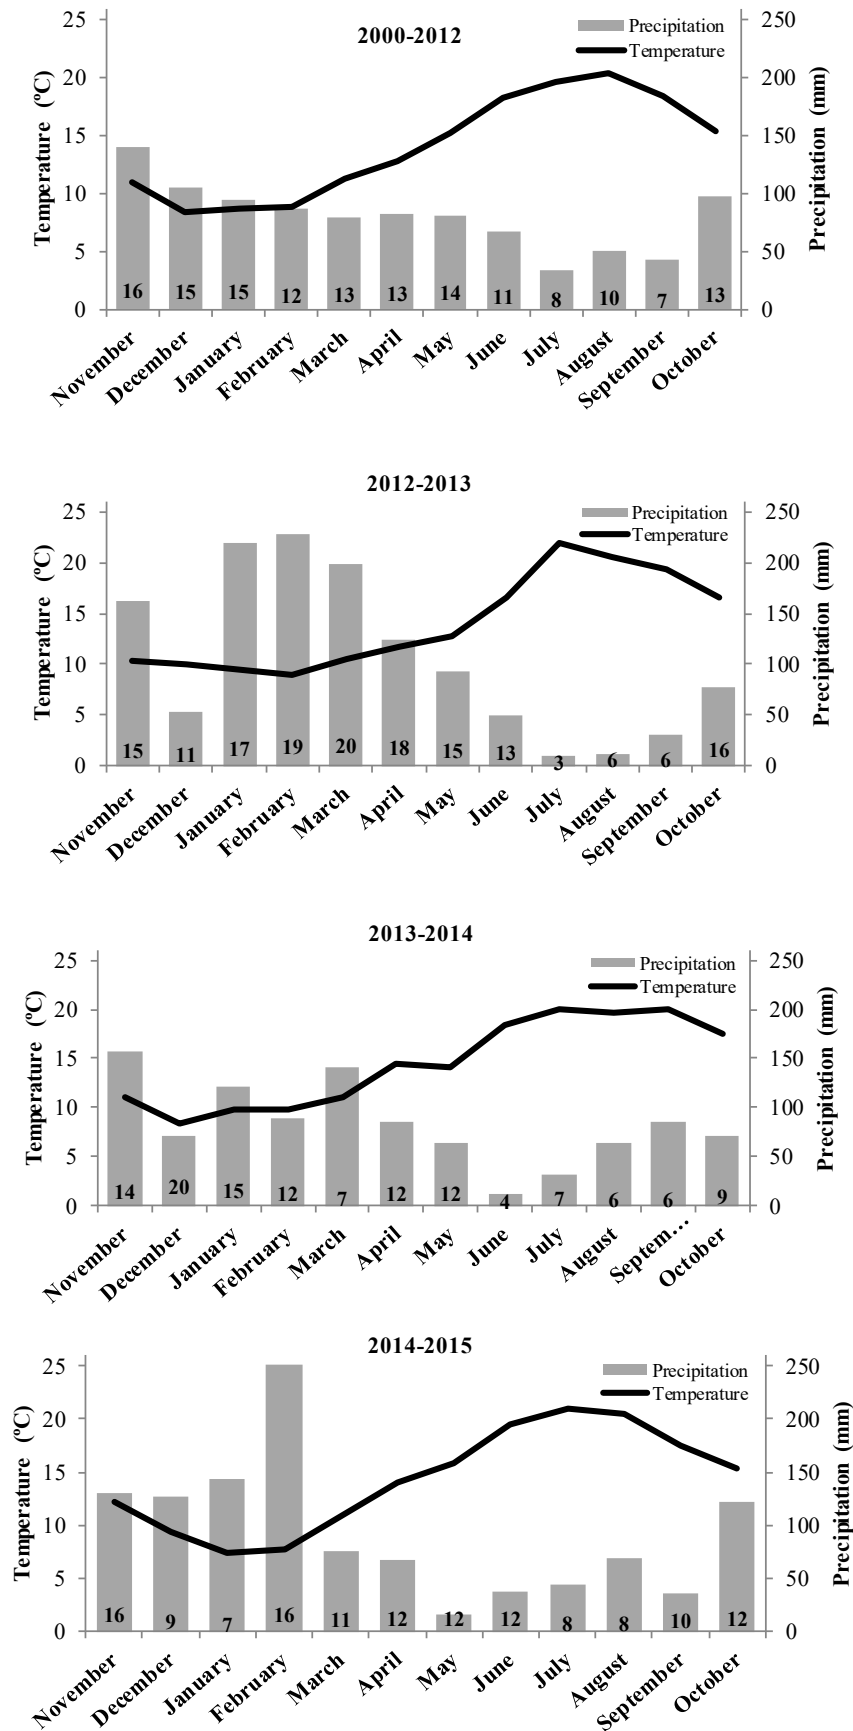 2000-2012
Precipitation
Temperature
Temperature (ºC)
25
20
15
10
5
0
250
200
150
100
50
0
Precipitation (mm)
16 15 15 12 13 13 14 11 8 10 7 13
November December January February March April May June July August September October
2012-2013
Precipitation
Temperature
Temperature (ºC)
25
20
15
10
5
0
250
200
150
100
50
0
Precipitation (mm)
15 11 17 19 20 18 15 13 3 6 6 16
November December January February March April May June July August September October
2013-2014
Precipitation
Temperature
Temperature (ºC)
25
20
15
10
5
0
250
200
150
100
50
0
Precipitation (mm)
14 20 15 12 7 12 12 4 7 6 6 9
November December January February March April May June July August Septem... October
2014-2015
Precipitation
Temperature
Temperature (ºC)
25
20
15
10
5
0
250
200
150
100
50
0
Precipitation (mm)
16 9 7 16 11 12 12 12 8 8 10 12
November December January February March April May June July August September October